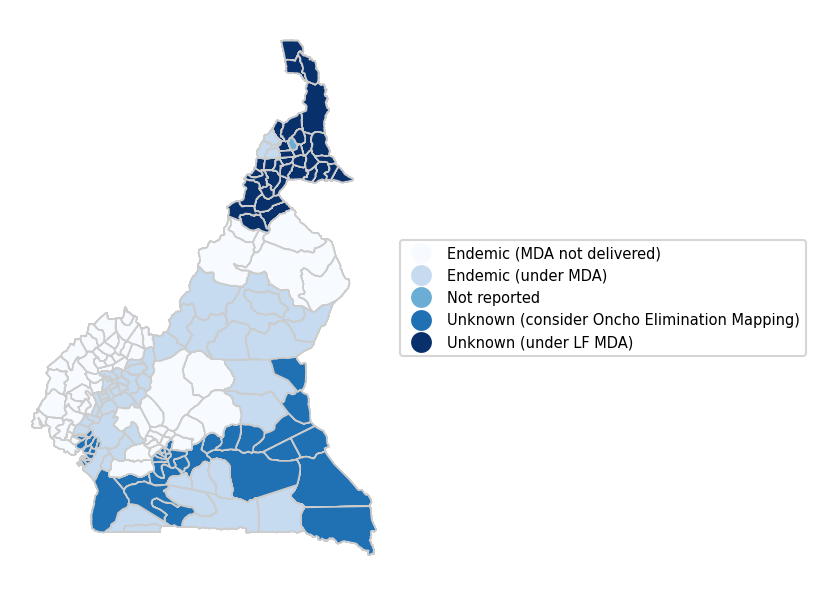 Endemic (MDA not delivered)
Endemic (under MDA)
Not reported
Unknown (consider Oncho Elimination Mapping)
Unknown (under LF MDA)